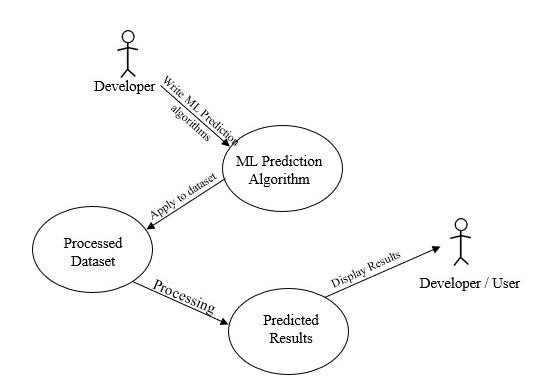 Developer
Write ML Prediction
algorithms
ML Prediction
Algorithm
Apply to dataset
Processed
Dataset
Processing
Predicted
Results
Display Results
Developer / User